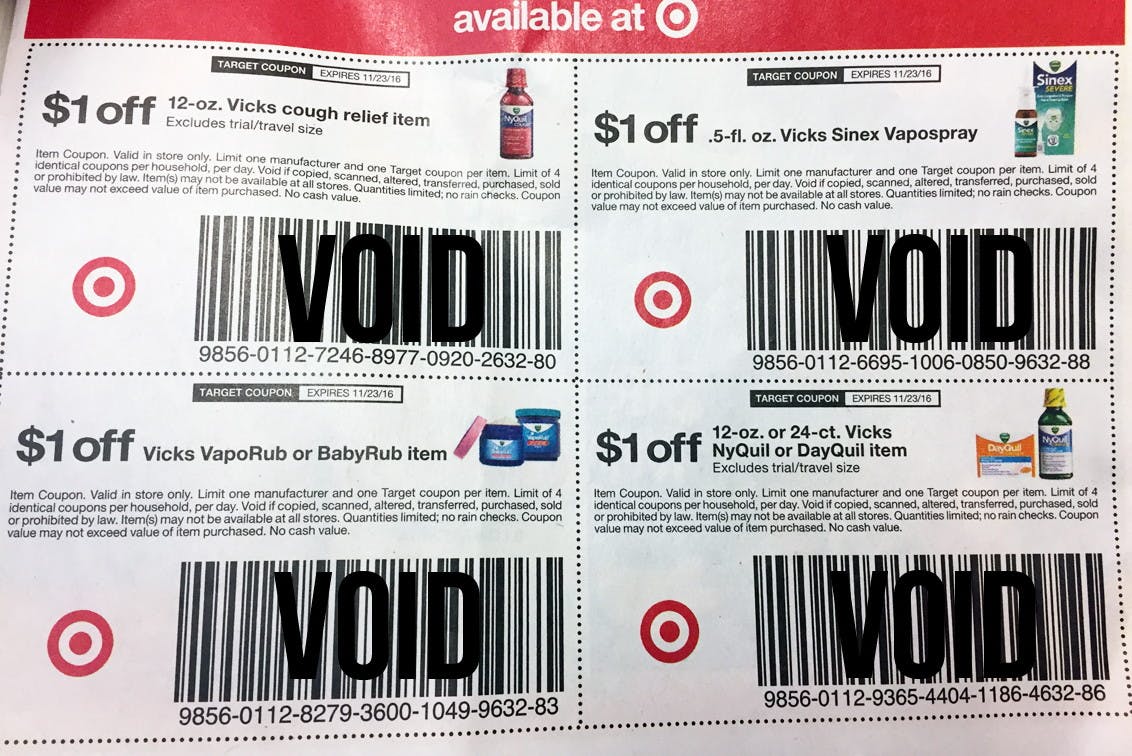 available at
TARGET COUPON EXPIRES 11/23/16
$1 off 12-oz. Vicks cough relief item
Excludes trial/travel size
NyQuil
Item Coupon. Valid in store only. Limit one manufacturer and one Target coupon per item. Limit of 4
identical coupons per household, per day. Void if copied, scanned, altered, transferred, purchased, sold
or prohibited by law. Item(s) may not be available at all stores. Quantities limited; no rain checks. Coupon
value may not exceed value of item purchased. No cash value.
VOID
9856-0112-7246-8977-0920-2632-80
TARGET COUPON EXPIRES 11/23/16
$1 off .5-fl. oz. Vicks Sinex Vapospray
Sinex
SEVERE
Item Coupon. Valid in store only. Limit one manufacturer and one Target coupon per item. Limit of 4
identical coupons per household, per day. Void if copied, scanned, altered, transferred, purchased, sold
or prohibited by law. Item(s) may not be available at all stores. Quantities limited; no rain checks. Coupon
value may not exceed value of item purchased. No cash value.
VOID
9856-0112-6695-1006-0850-9632-88
TARGET COUPON EXPIRES 11/23/16
$1 off Vicks VapoRub or BabyRub item
VapoRub
Item Coupon. Valid in store only. Limit one manufacturer and one Target coupon per item. Limit of 4
identical coupons per household, per day. Void if copied, scanned, altered, transferred, purchased, sold
or prohibited by law. Item(s) may not be available at all stores. Quantities limited; no rain checks. Coupon
value may not exceed value of item purchased. No cash value.
VOID
9856-0112-8279-3600-1049-9632-83
TARGET COUPON EXPIRES 11/23/16
$1 off 12-oz. or 24-ct. Vicks
NyQuil or DayQuil item
Excludes trial/travel size
DayQuil
NyQuil
Item Coupon. Valid in store only. Limit one manufacturer and one Target coupon per item. Limit of 4
identical coupons per household, per day. Void if copied, scanned, altered, transferred, purchased, sold
or prohibited by law. Item(s) may not be available at all stores. Quantities limited; no rain checks. Coupon
value may not exceed value of item purchased. No cash value.
VOID
9856-0112-9365-4404-1186-4632-86